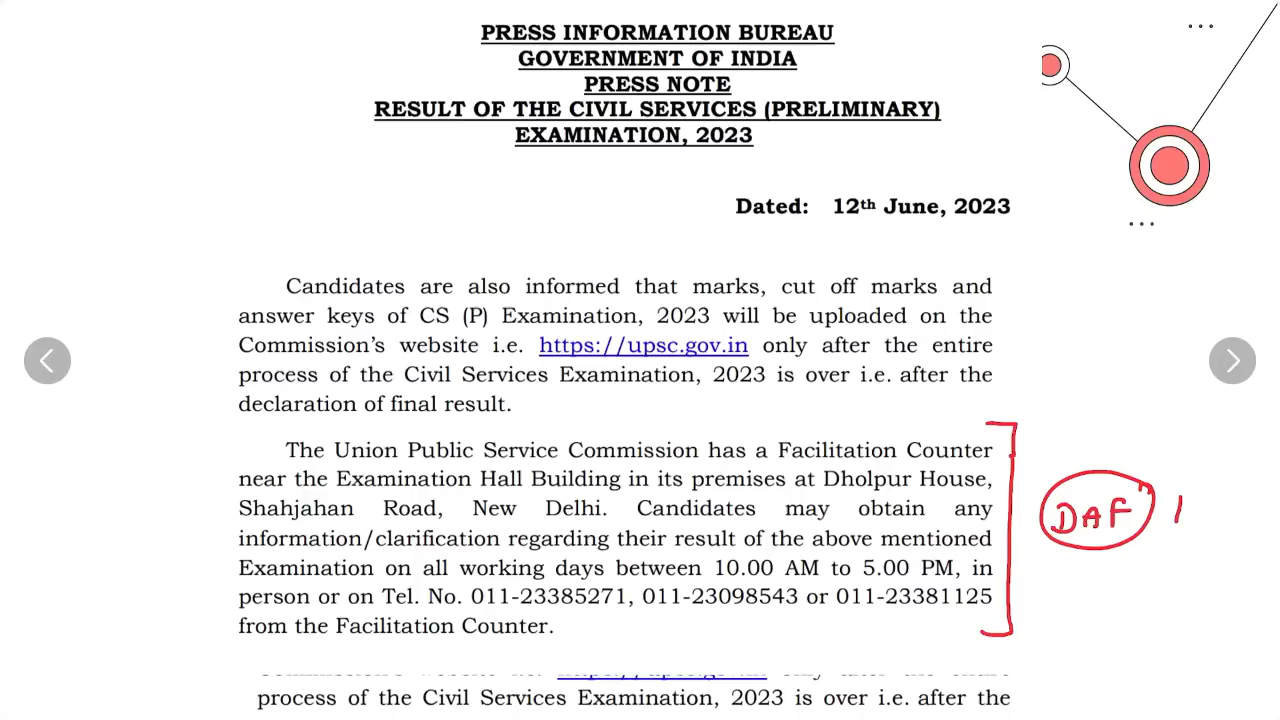 PRESS INFORMATION BUREAU
GOVERNMENT OF INDIA
PRESS NOTE
RESULT OF THE CIVIL SERVICES (PRELIMINARY)
EXAMINATION, 2023
Dated: 12th June, 2023
Candidates are also informed that marks, cut off marks and
answer keys of CS (P) Examination, 2023 will be uploaded on the
Commission's website i.e. https://upsc.gov.in only after the entire
process of the Civil Services Examination, 2023 is over i.e. after the
declaration of final result.
The Union Public Service Commission has a Facilitation Counter
near the Examination Hall Building in its premises at Dholpur House,
Shahjahan Road, New Delhi. Candidates may obtain any
information/clarification regarding their result of the above mentioned
Examination on all working days between 10.00 AM to 5.00 PM, in
person or on Tel. No. 011-23385271, 011-23098543 or 011-23381125
from the Facilitation Counter.
DAF
process of the Civil Services Examination, 2023 is over i.e. after the